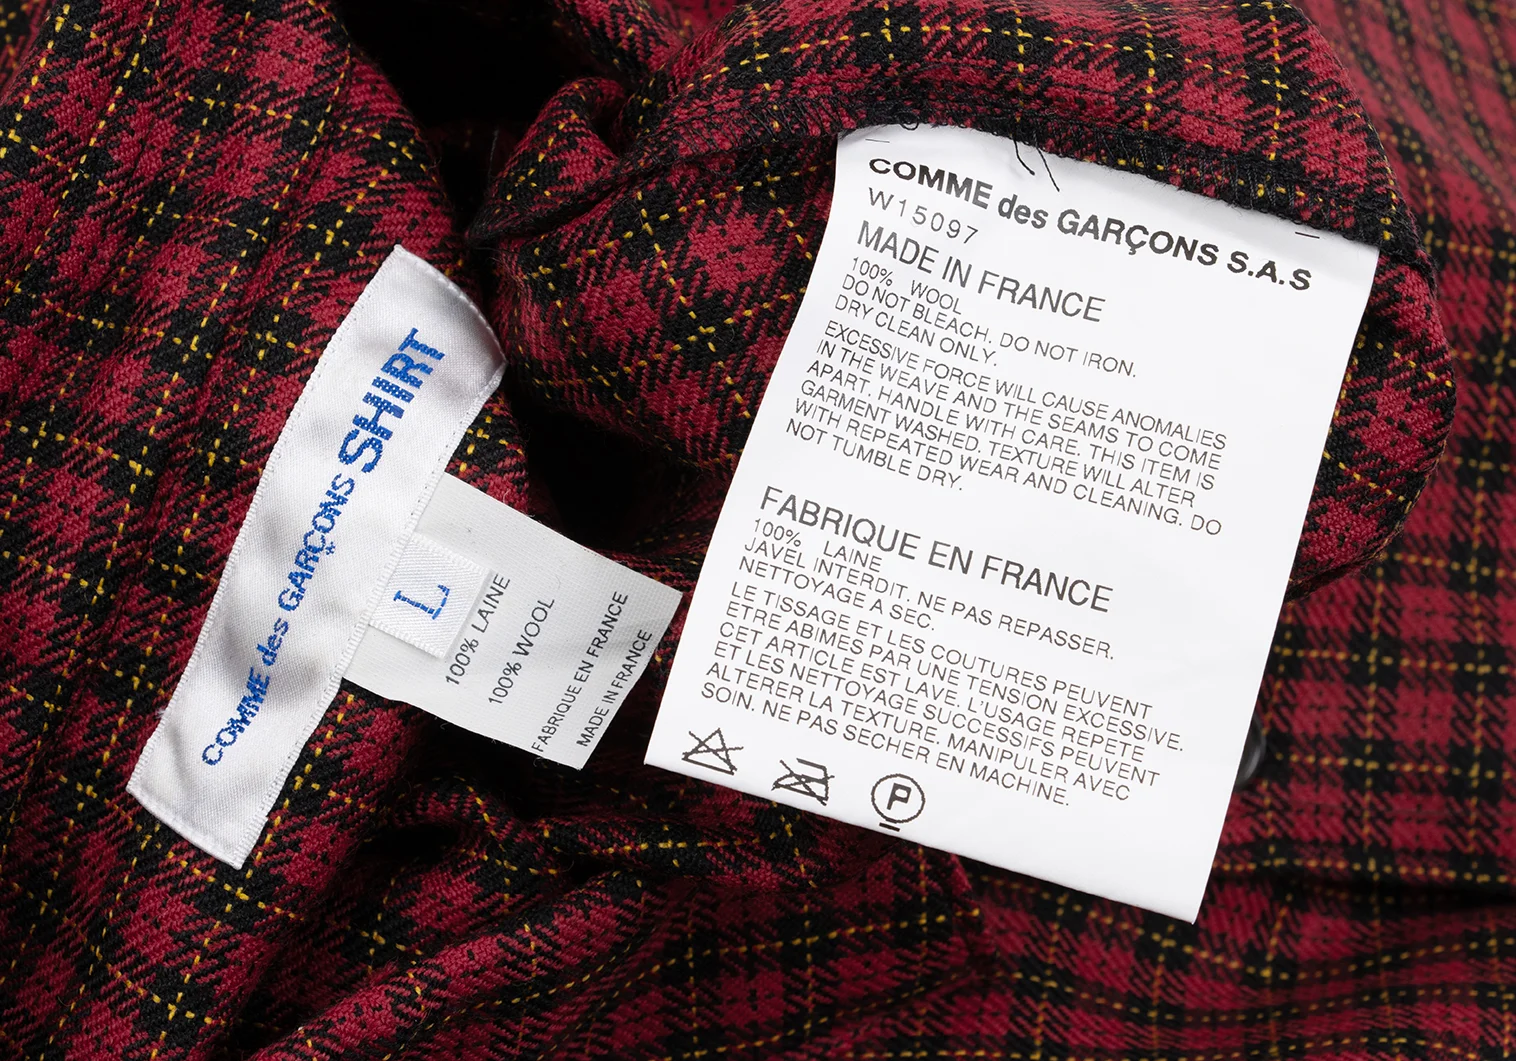 COMME des GARÇONS SHIRT
L
100% LAINE
100% WOOL
FABRIQUE EN FRANCE
MADE IN FRANCE
COMME des GARÇONS S.A.S
W15097
MADE IN FRANCE
100% WOOL
DO NOT BLEACH. DO NOT IRON.
DRY CLEAN ONLY.
EXCESSIVE FORCE WILL CAUSE ANOMALIES
IN THE WEAVE AND THE SEAMS TO COME
APART. HANDLE WITH CARE. THIS ITEM IS
GARMENT WASHED. TEXTURE WILL ALTER
WITH REPEATED WEAR AND CLEANING. DO
NOT TUMBLE DRY.
FABRIQUE EN FRANCE
100% LAINE
JAVEL INTERDIT. NE PAS REPASSER.
NETTOYAGE A SEC.
LE TISSAGE ET LES COUTURES PEUVENT
ETRE ABIMES PAR UNE TENSION EXCESSIVE.
CET ARTICLE EST LAVE. L'USAGE REPETE
ET LES NETTOYAGE SUCCESSIFS PEUVENT
ALTERER LA TEXTURE. MANIPULER AVEC
SOIN. NE PAS SECHER EN MACHINE.
P